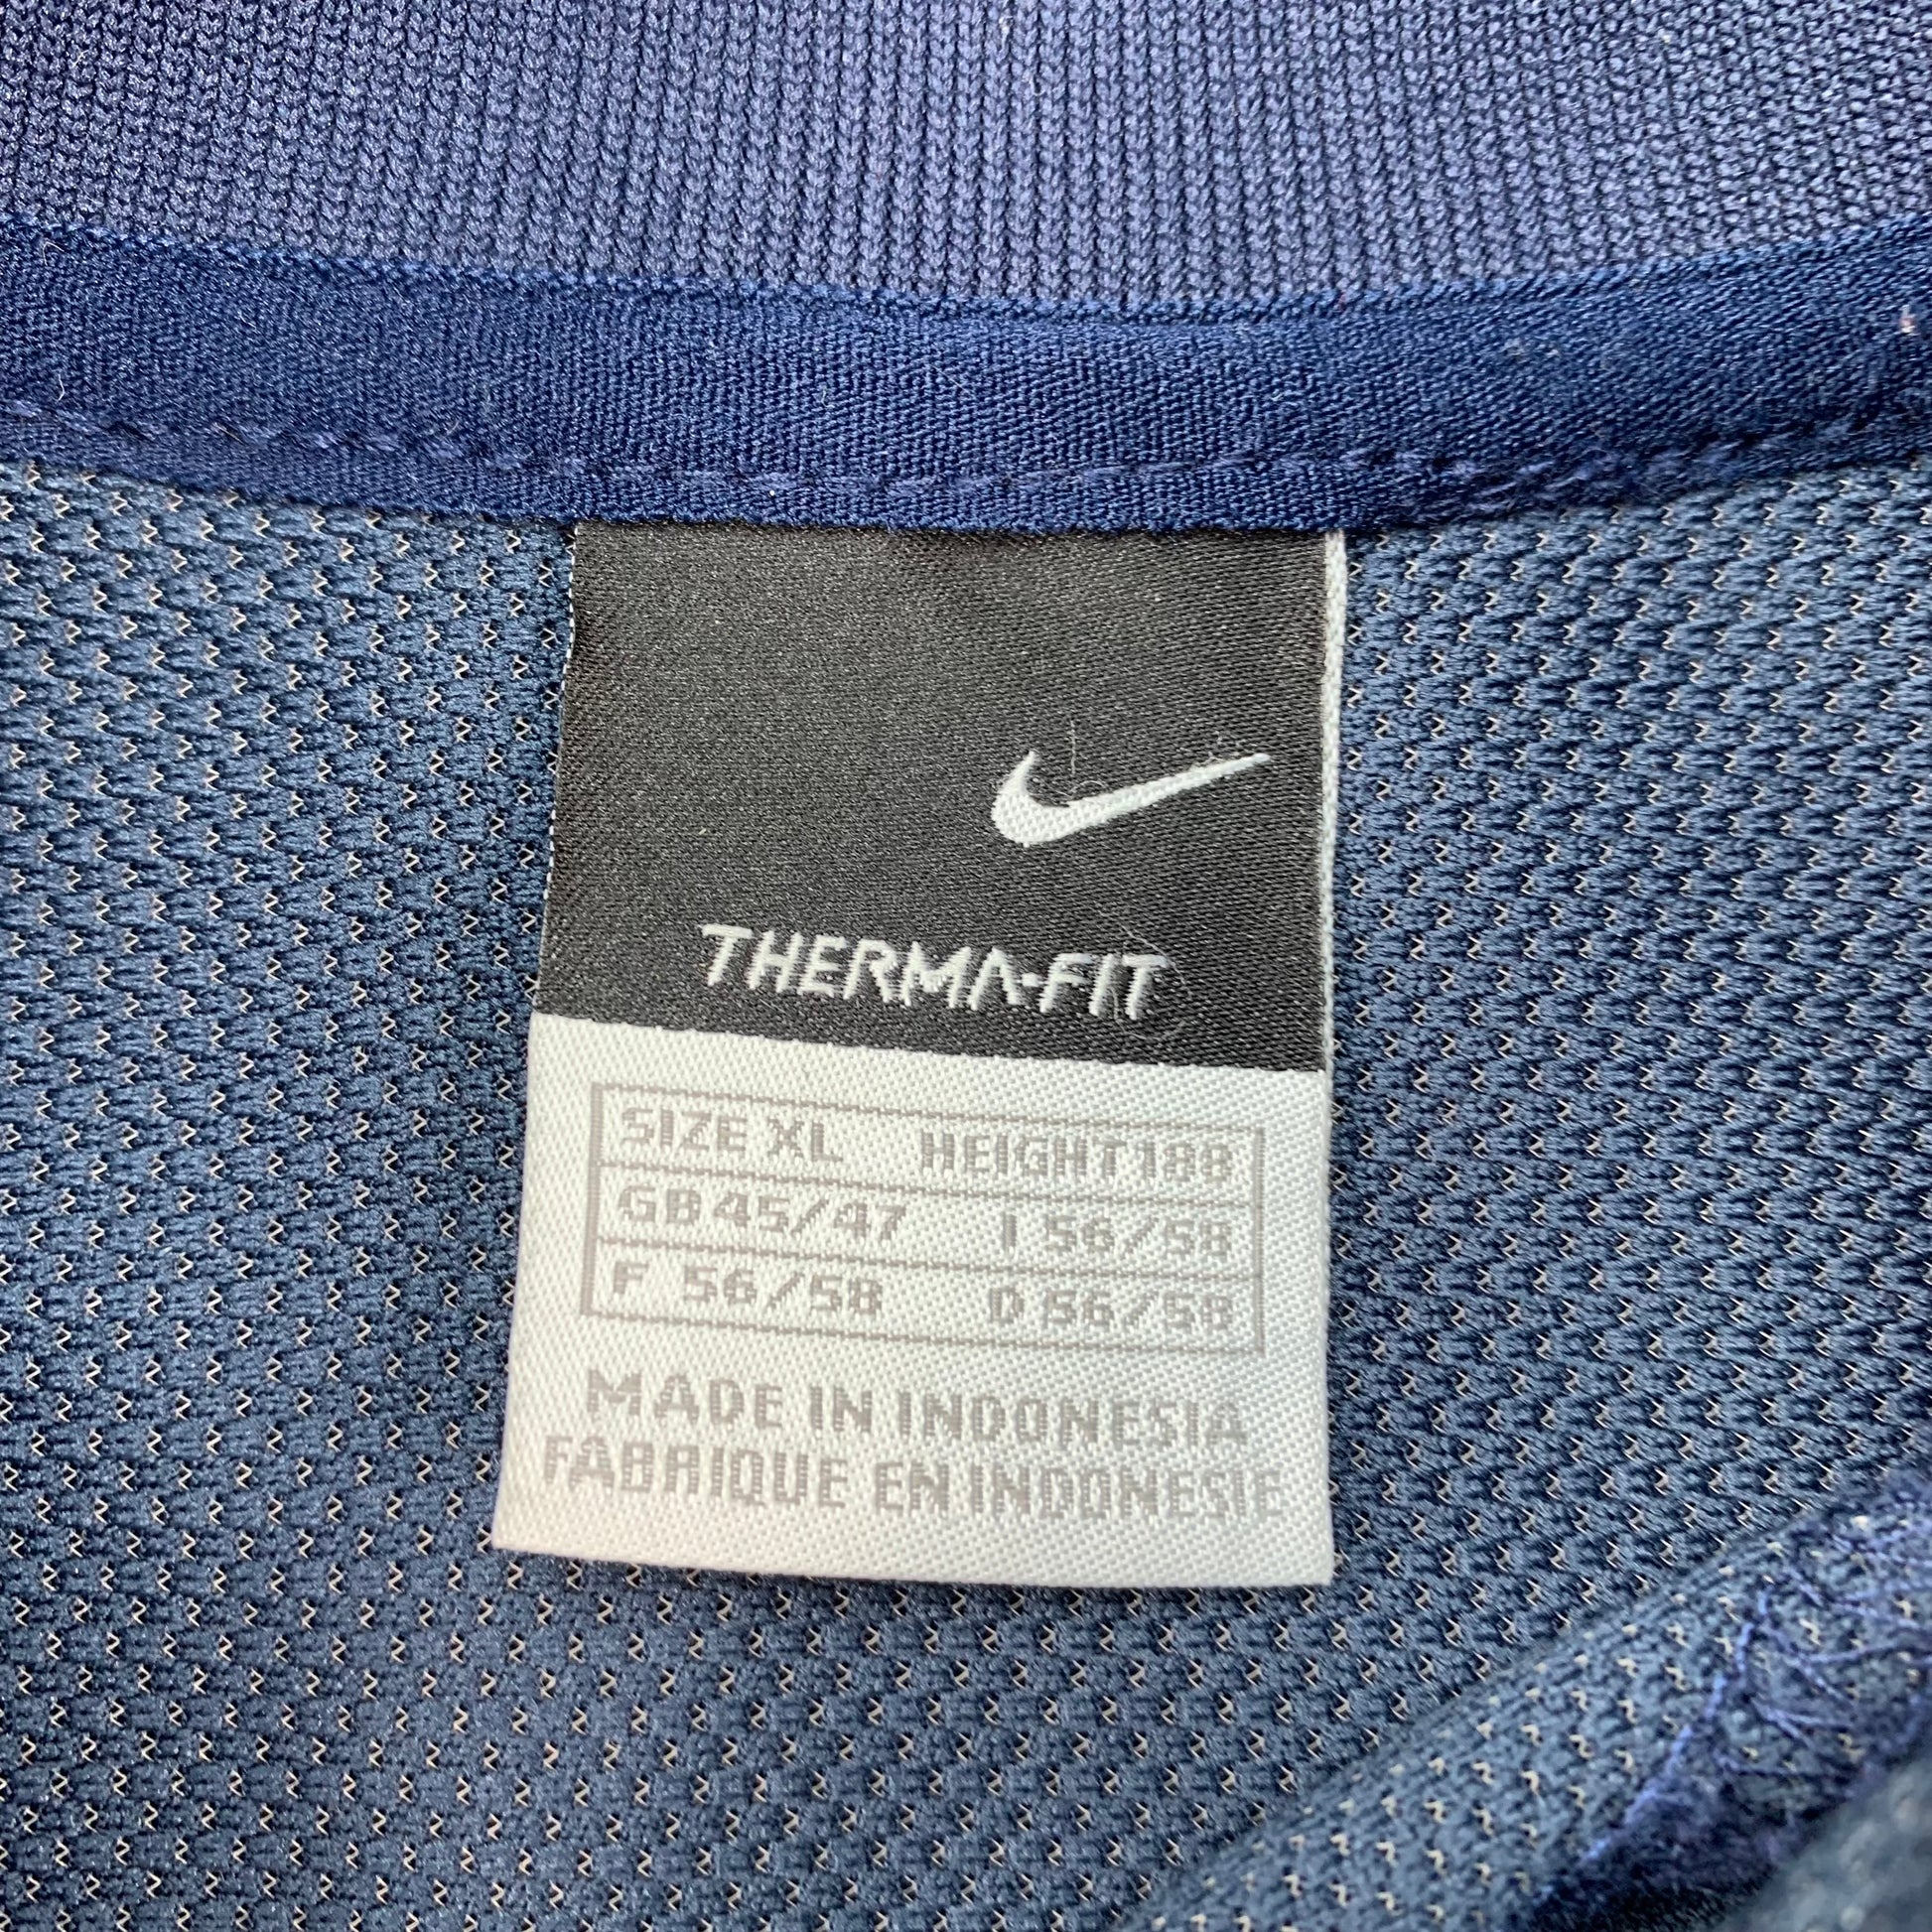 THERMA-FIT
SIZE XL HEIGHT 188
GB 45/47 I 56/58
F 56/58 D 56/58
MADE IN INDONESIA
FABRIQUE EN INDONESIE